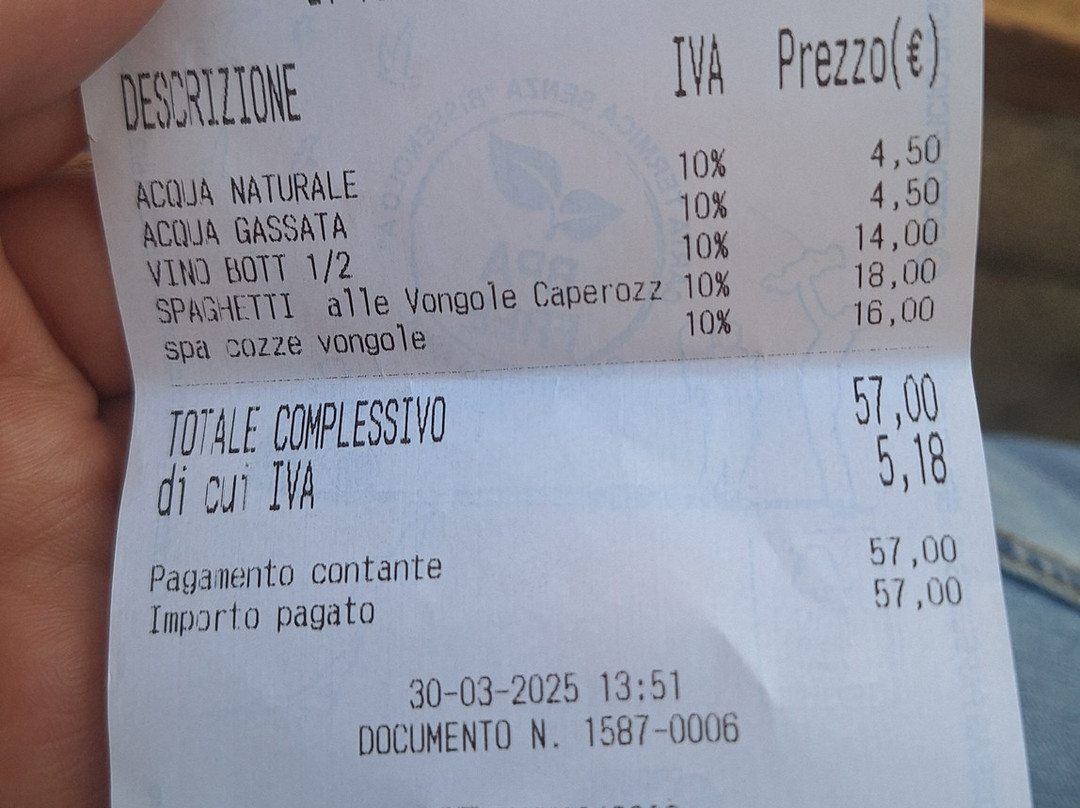 DESCRIZIONE IVA Prezzo(€)
ACQUA NATURALE 10% 4,50
ACQUA GASSATA 10% 4,50
VINO BOTT 1/2 10% 14,00
SPAGHETTI alle Vongole Caperozz 10% 18,00
spa cozze vongole 10% 16,00
TOTALE COMPLESSIVO 57,00
di cui IVA 5,18
Pagamento contante 57,00
Importo pagato 57,00
30-03-2025 13:51
DOCUMENTO N. 1587-0006